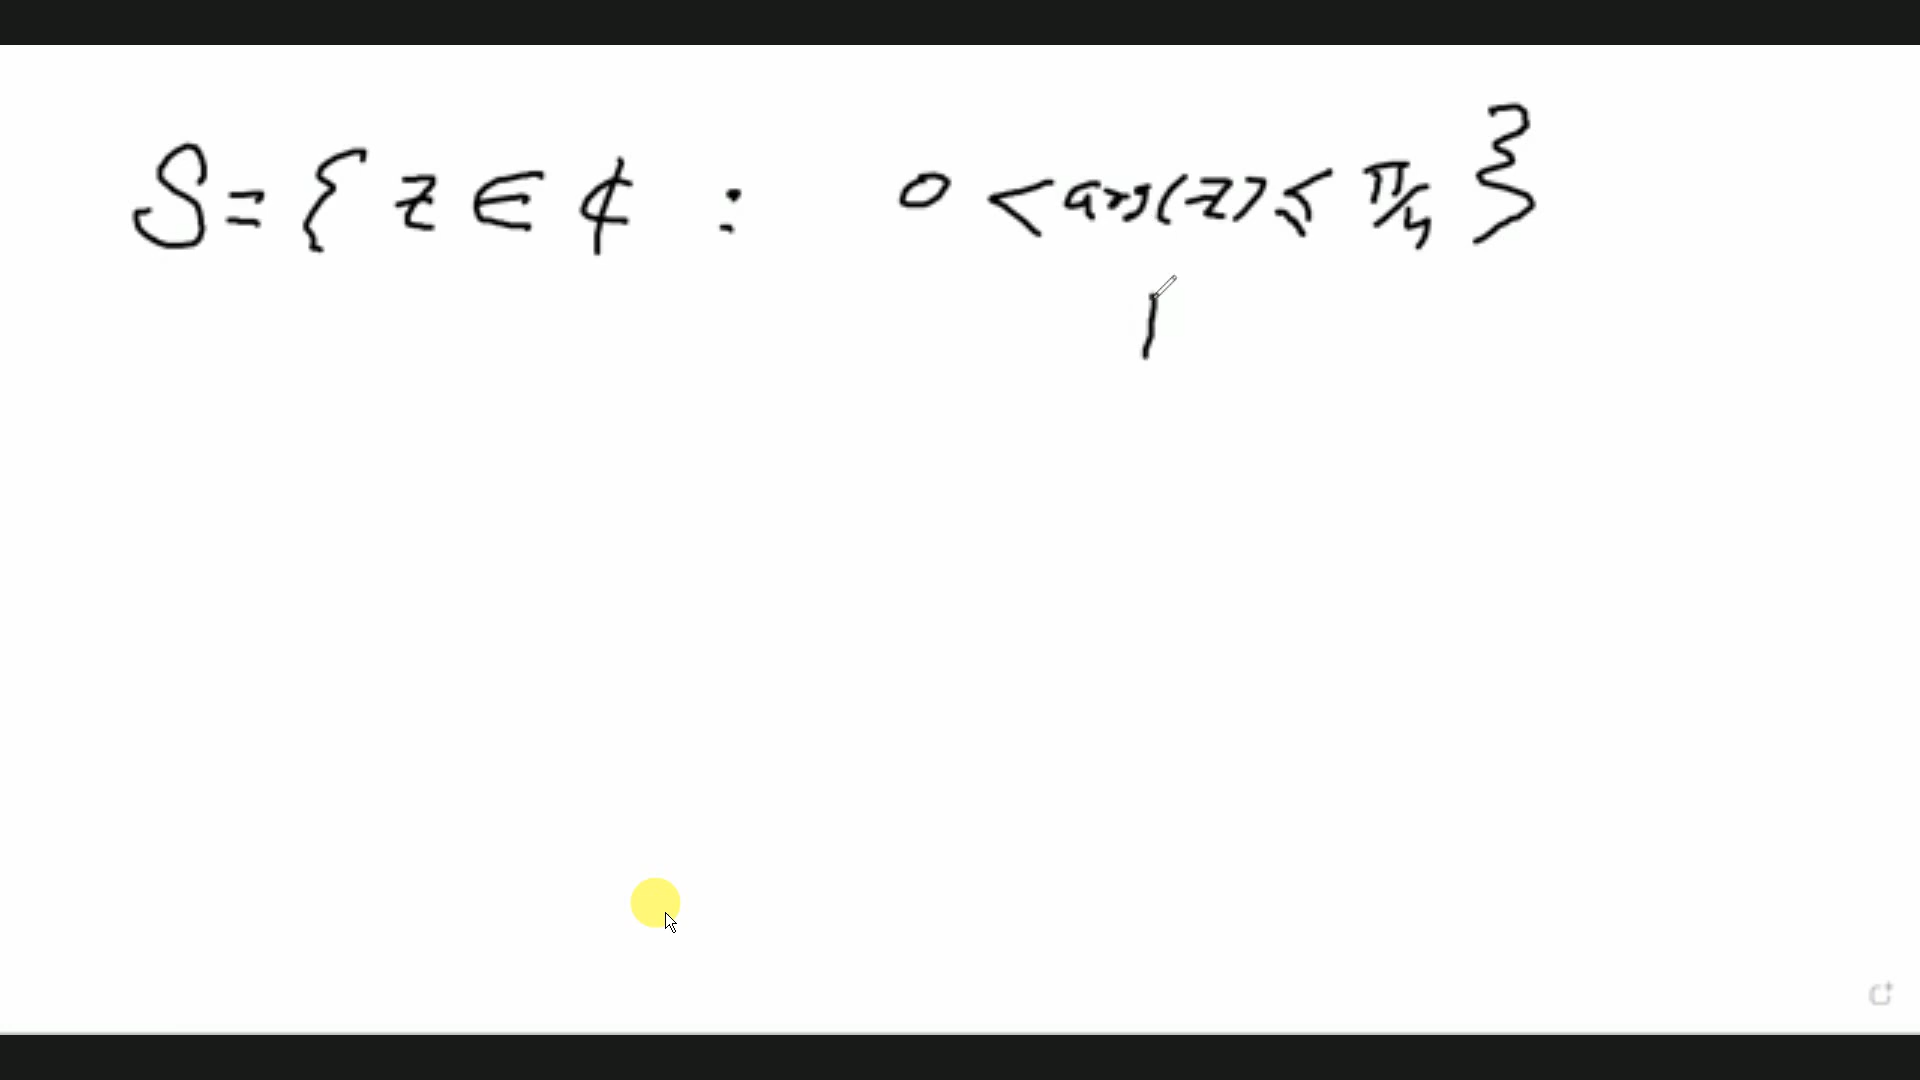 S = { z ∈ ₵ : 0 < arg(z) ≤ π/4 }